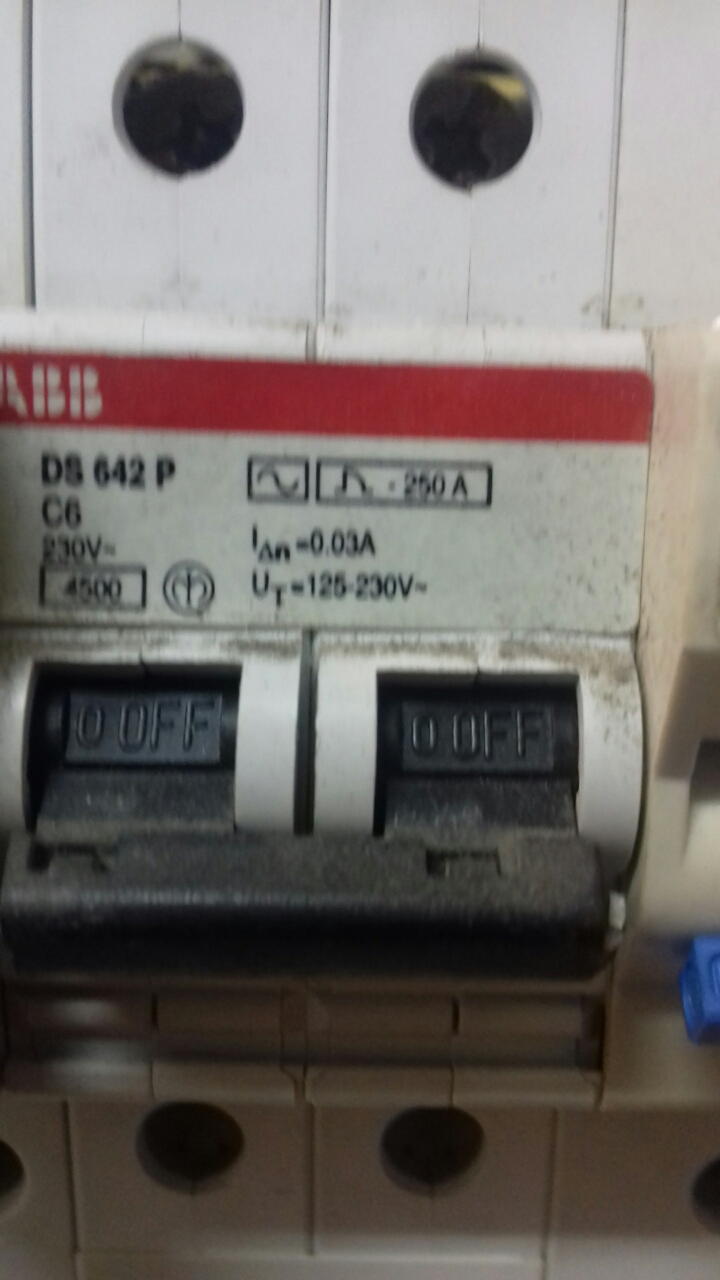 ABB
DS 642 P
C6
230V~
4500
250 A
IΔn=0.03A
UT=125-230V~
O OFF
O OFF